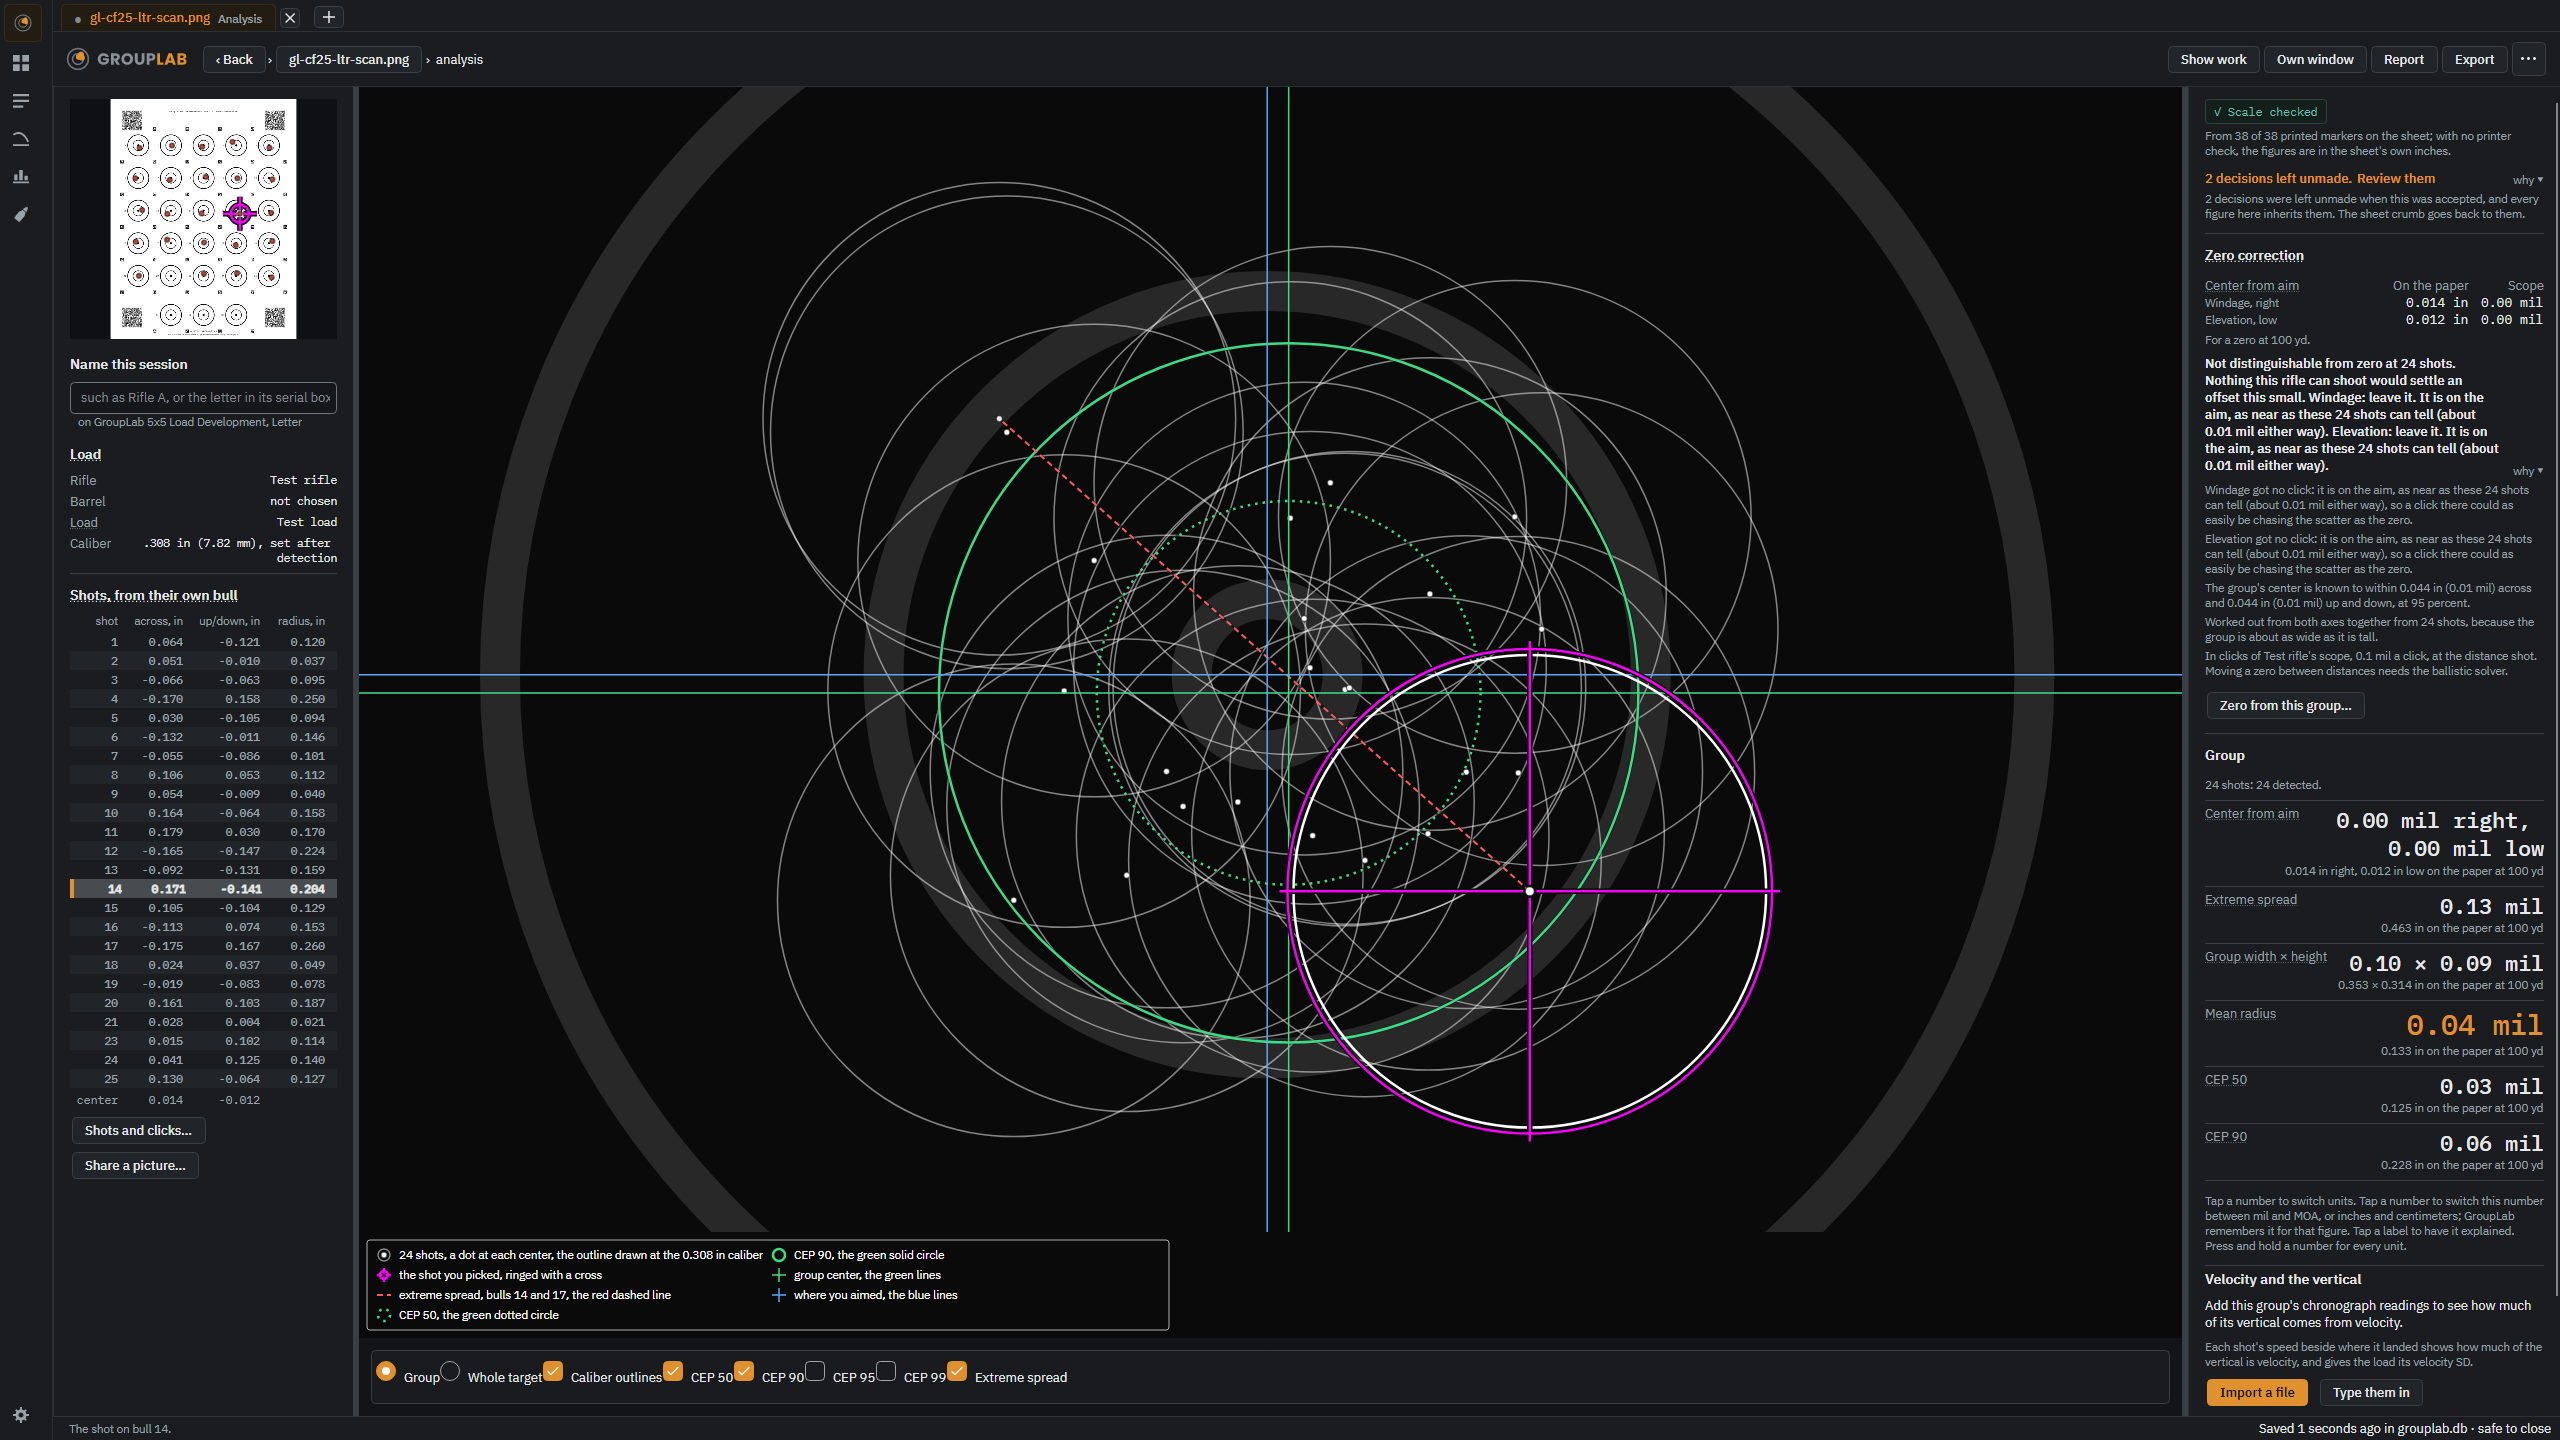 gl-cf25-ltr-scan.png Analysis
GROUPLAB
‹ Back › gl-cf25-ltr-scan.png › analysis
Show work
Own window
Report
Export
Name this session
such as Rifle A, or the letter in its serial box
on GroupLab 5x5 Load Development, Letter
Load
Rifle Test rifle
Barrel not chosen
Load Test load
Caliber .308 in (7.82 mm), set after
detection
Shots, from their own bull
shot across, in up/down, in radius, in
1 0.064 -0.121 0.120
2 0.051 -0.010 0.037
3 -0.066 -0.063 0.095
4 -0.170 0.158 0.250
5 0.030 -0.105 0.094
6 -0.132 -0.011 0.146
7 -0.055 -0.086 0.101
8 0.106 0.053 0.112
9 0.054 -0.009 0.040
10 0.164 -0.064 0.158
11 0.179 0.030 0.170
12 -0.165 -0.147 0.224
13 -0.092 -0.131 0.159
14 0.171 -0.141 0.204
15 0.105 -0.104 0.129
16 -0.113 0.074 0.153
17 -0.175 0.167 0.260
18 0.024 0.037 0.049
19 -0.019 -0.083 0.078
20 0.161 0.103 0.187
21 0.028 0.004 0.021
23 0.015 0.102 0.114
24 0.041 0.125 0.140
25 0.130 -0.064 0.127
center 0.014 -0.012
Shots and clicks...
Share a picture...
24 shots, a dot at each center, the outline drawn at the 0.308 in caliber
the shot you picked, ringed with a cross
extreme spread, bulls 14 and 17, the red dashed line
CEP 50, the green dotted circle
CEP 90, the green solid circle
group center, the green lines
where you aimed, the blue lines
Group Whole target Caliber outlines CEP 50 CEP 90 CEP 95 CEP 99 Extreme spread
√ Scale checked
From 38 of 38 printed markers on the sheet; with no printer
check, the figures are in the sheet's own inches.
2 decisions left unmade. Review them why ▾
2 decisions were left unmade when this was accepted, and every
figure here inherits them. The sheet crumb goes back to them.
Zero correction
Center from aim On the paper Scope
Windage, right 0.014 in 0.00 mil
Elevation, low 0.012 in 0.00 mil
For a zero at 100 yd.
Not distinguishable from zero at 24 shots.
Nothing this rifle can shoot would settle an
offset this small. Windage: leave it. It is on the
aim, as near as these 24 shots can tell (about
0.01 mil either way). Elevation: leave it. It is on
the aim, as near as these 24 shots can tell (about
0.01 mil either way). why ▾
Windage got no click: it is on the aim, as near as these 24 shots
can tell (about 0.01 mil either way), so a click there could as
easily be chasing the scatter as the zero.
Elevation got no click: it is on the aim, as near as these 24 shots
can tell (about 0.01 mil either way), so a click there could as
easily be chasing the scatter as the zero.
The group's center is known to within 0.044 in (0.01 mil) across
and 0.044 in (0.01 mil) up and down, at 95 percent.
Worked out from both axes together from 24 shots, because the
group is about as wide as it is tall.
In clicks of Test rifle's scope, 0.1 mil a click, at the distance shot.
Moving a zero between distances needs the ballistic solver.
Zero from this group...
Group
24 shots: 24 detected.
Center from aim 0.00 mil right,
0.00 mil low
0.014 in right, 0.012 in low on the paper at 100 yd
Extreme spread 0.13 mil
0.463 in on the paper at 100 yd
Group width × height 0.10 × 0.09 mil
0.353 × 0.314 in on the paper at 100 yd
Mean radius 0.04 mil
0.133 in on the paper at 100 yd
CEP 50 0.03 mil
0.125 in on the paper at 100 yd
CEP 90 0.06 mil
0.228 in on the paper at 100 yd
Tap a number to switch units. Tap a number to switch this number
between mil and MOA, or inches and centimeters; GroupLab
remembers it for that figure. Tap a label to have it explained.
Press and hold a number for every unit.
Velocity and the vertical
Add this group's chronograph readings to see how much
of its vertical comes from velocity.
Each shot's speed beside where it landed shows how much of the
vertical is velocity, and gives the load its velocity SD.
Import a file
Type them in
The shot on bull 14.
Saved 1 seconds ago in grouplab.db · safe to close